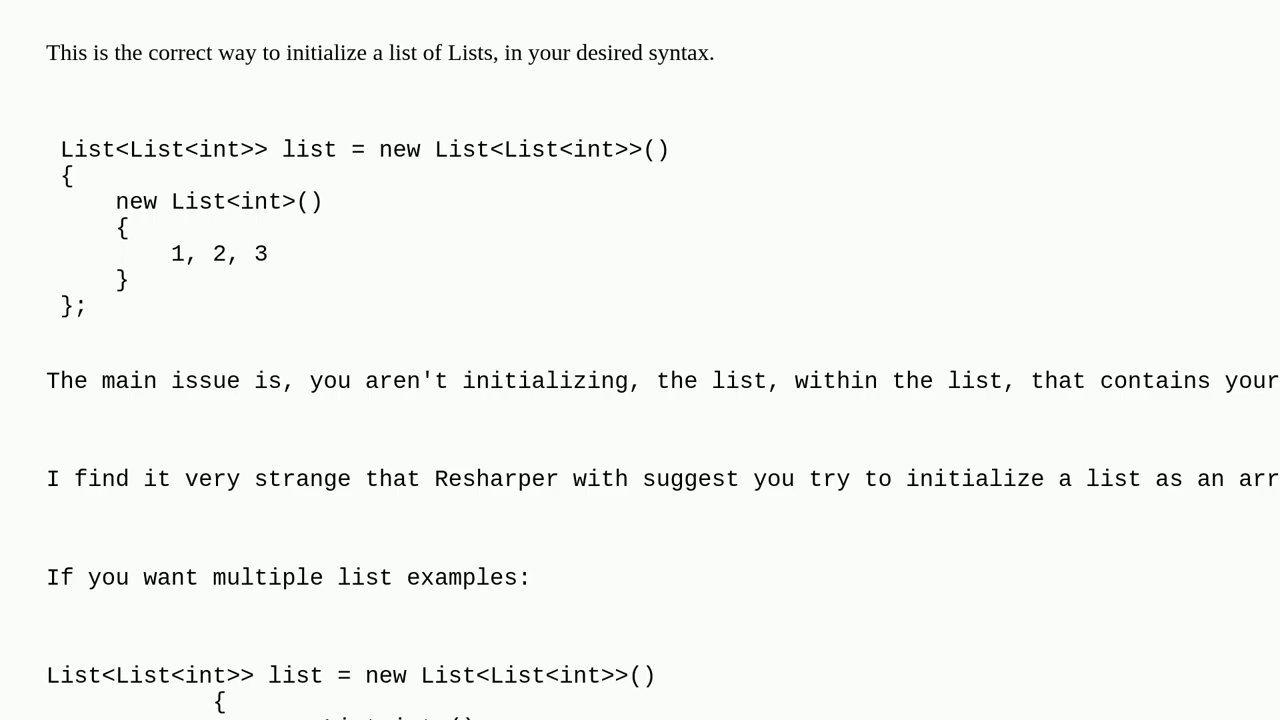 This is the correct way to initialize a list of Lists, in your desired syntax.
List<List<int>> list = new List<List<int>>()
{
    new List<int>()
    {
        1, 2, 3
    }
};
The main issue is, you aren't initializing, the list, within the list, that contains your
I find it very strange that Resharper with suggest you try to initialize a list as an arr
If you want multiple list examples:
List<List<int>> list = new List<List<int>>()
            {